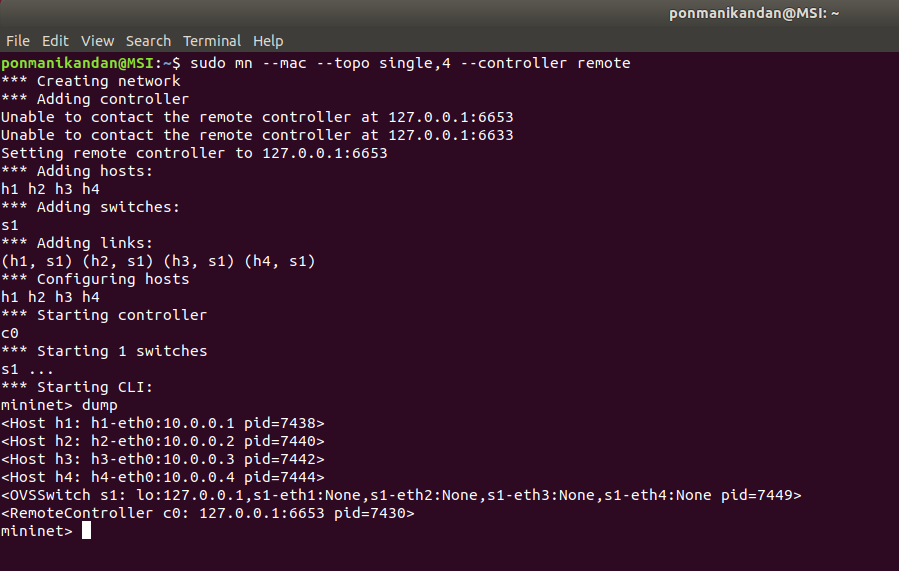 ponmanikandan@MSI: ~
File Edit View Search Terminal Help
ponmanikandan@MSI:~$ sudo mn --mac --topo single,4 --controller remote
*** Creating network
*** Adding controller
Unable to contact the remote controller at 127.0.0.1:6653
Unable to contact the remote controller at 127.0.0.1:6633
Setting remote controller to 127.0.0.1:6653
*** Adding hosts:
h1 h2 h3 h4
*** Adding switches:
s1
*** Adding links:
(h1, s1) (h2, s1) (h3, s1) (h4, s1)
*** Configuring hosts
h1 h2 h3 h4
*** Starting controller
c0
*** Starting 1 switches
s1 ...
*** Starting CLI:
mininet> dump
<Host h1: h1-eth0:10.0.0.1 pid=7438>
<Host h2: h2-eth0:10.0.0.2 pid=7440>
<Host h3: h3-eth0:10.0.0.3 pid=7442>
<Host h4: h4-eth0:10.0.0.4 pid=7444>
<OVSSwitch s1: lo:127.0.0.1,s1-eth1:None,s1-eth2:None,s1-eth3:None,s1-eth4:None pid=7449>
<RemoteController c0: 127.0.0.1:6653 pid=7430>
mininet>